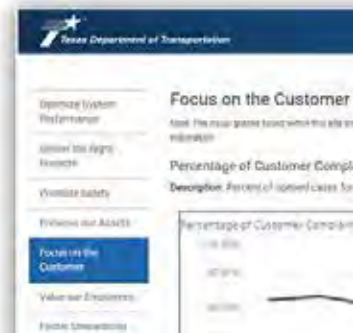 Texas Department of Transportation
Optimize System
Performance
Deliver the Right
Projects
Promote Safety
Preserve our Assets
Focus on the
Customer
Value our Employees
Foster Stewardship
Focus on the Customer
Percentage of Customer Compl
Description: Percent of opened cases for
Percentage of Customer Complain